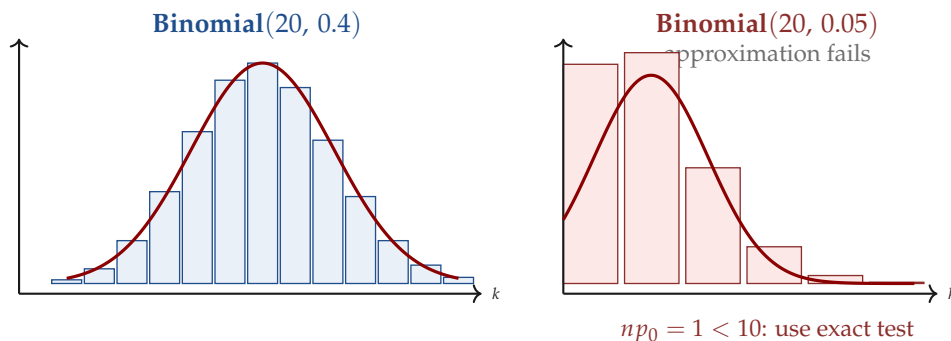 Binomial(20, 0.4)
k
Binomial(20, 0.05)
approximation fails
np₀ = 1 < 10: use exact test